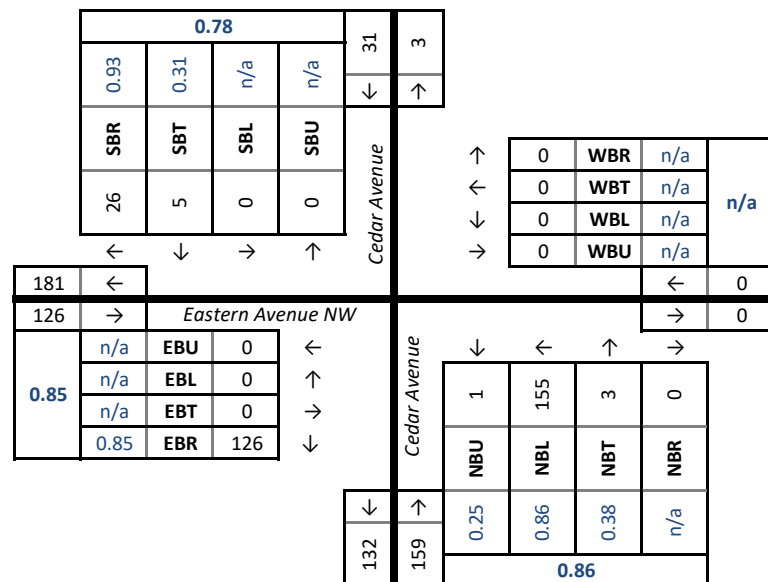 0.78
31
3
0.93 0.31 n/a n/a
↓ ↑
SBR SBT SBL SBU
26 5 0 0
Cedar Avenue
← ↓ → ↑
↑ 0 WBR n/a
← 0 WBT n/a
↓ 0 WBL n/a
→ 0 WBU n/a
n/a
181 ←
← 0
126 → Eastern Avenue NW
→ 0
0.85
n/a EBU 0 ←
n/a EBL 0 ↑
n/a EBT 0 →
0.85 EBR 126 ↓
Cedar Avenue
↓ ← ↑ →
1 155 3 0
NBU NBL NBT NBR
0.25 0.86 0.38 n/a
↓ ↑
132 159
0.86